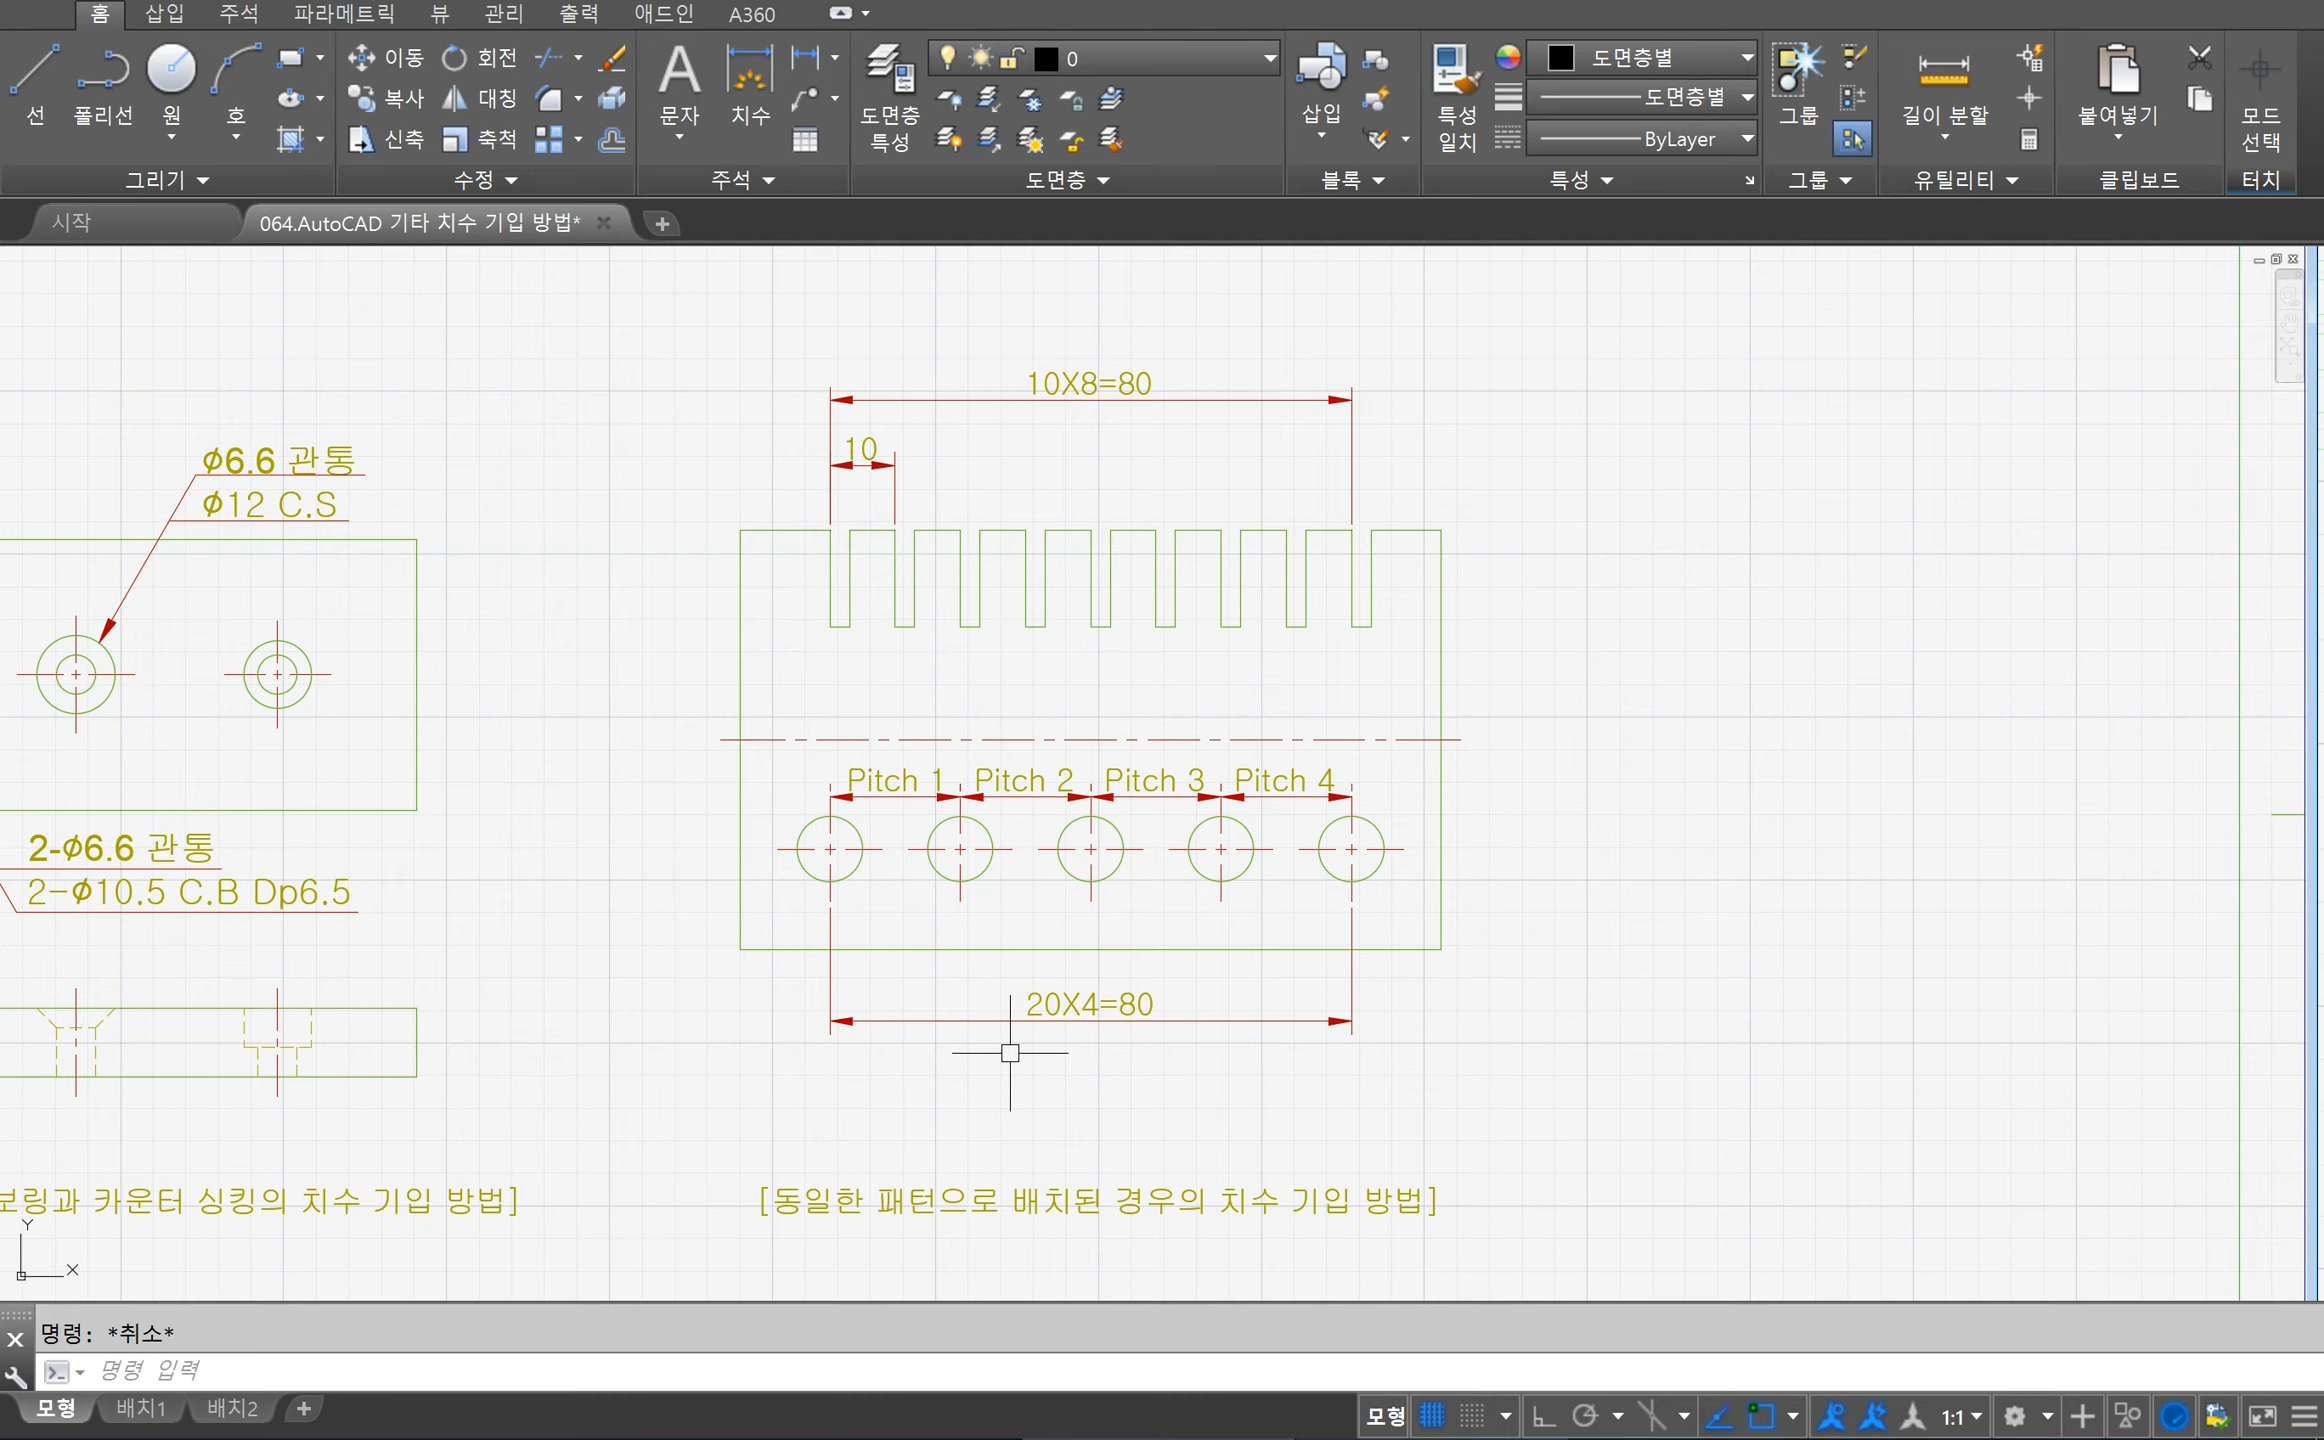 홈 삽입 주석 파라메트릭 뷰 관리 출력 애드인 A360
선 폴리선 원 호
이동 회전
복사 대칭
신축 축척
문자 치수
도면층 특성
0
삽입
특성 일치
도면층별
도면층별
ByLayer
그룹
길이 분할
붙여넣기
모드 선택
그리기 수정 주석 도면층 블록 특성 그룹 유틸리티 클립보드 터치
시작 064.AutoCAD 기타 치수 기입 방법*
10X8=80
10
ϕ6.6 관통
ϕ12 C.S
Pitch 1 Pitch 2 Pitch 3 Pitch 4
2-ϕ6.6 관통
2-ϕ10.5 C.B Dp6.5
20X4=80
보링과 카운터 싱킹의 치수 기입 방법]
[동일한 패턴으로 배치된 경우의 치수 기입 방법]
Y
X
명령: *취소*
명령 입력
모형 배치1 배치2
모형 1:1